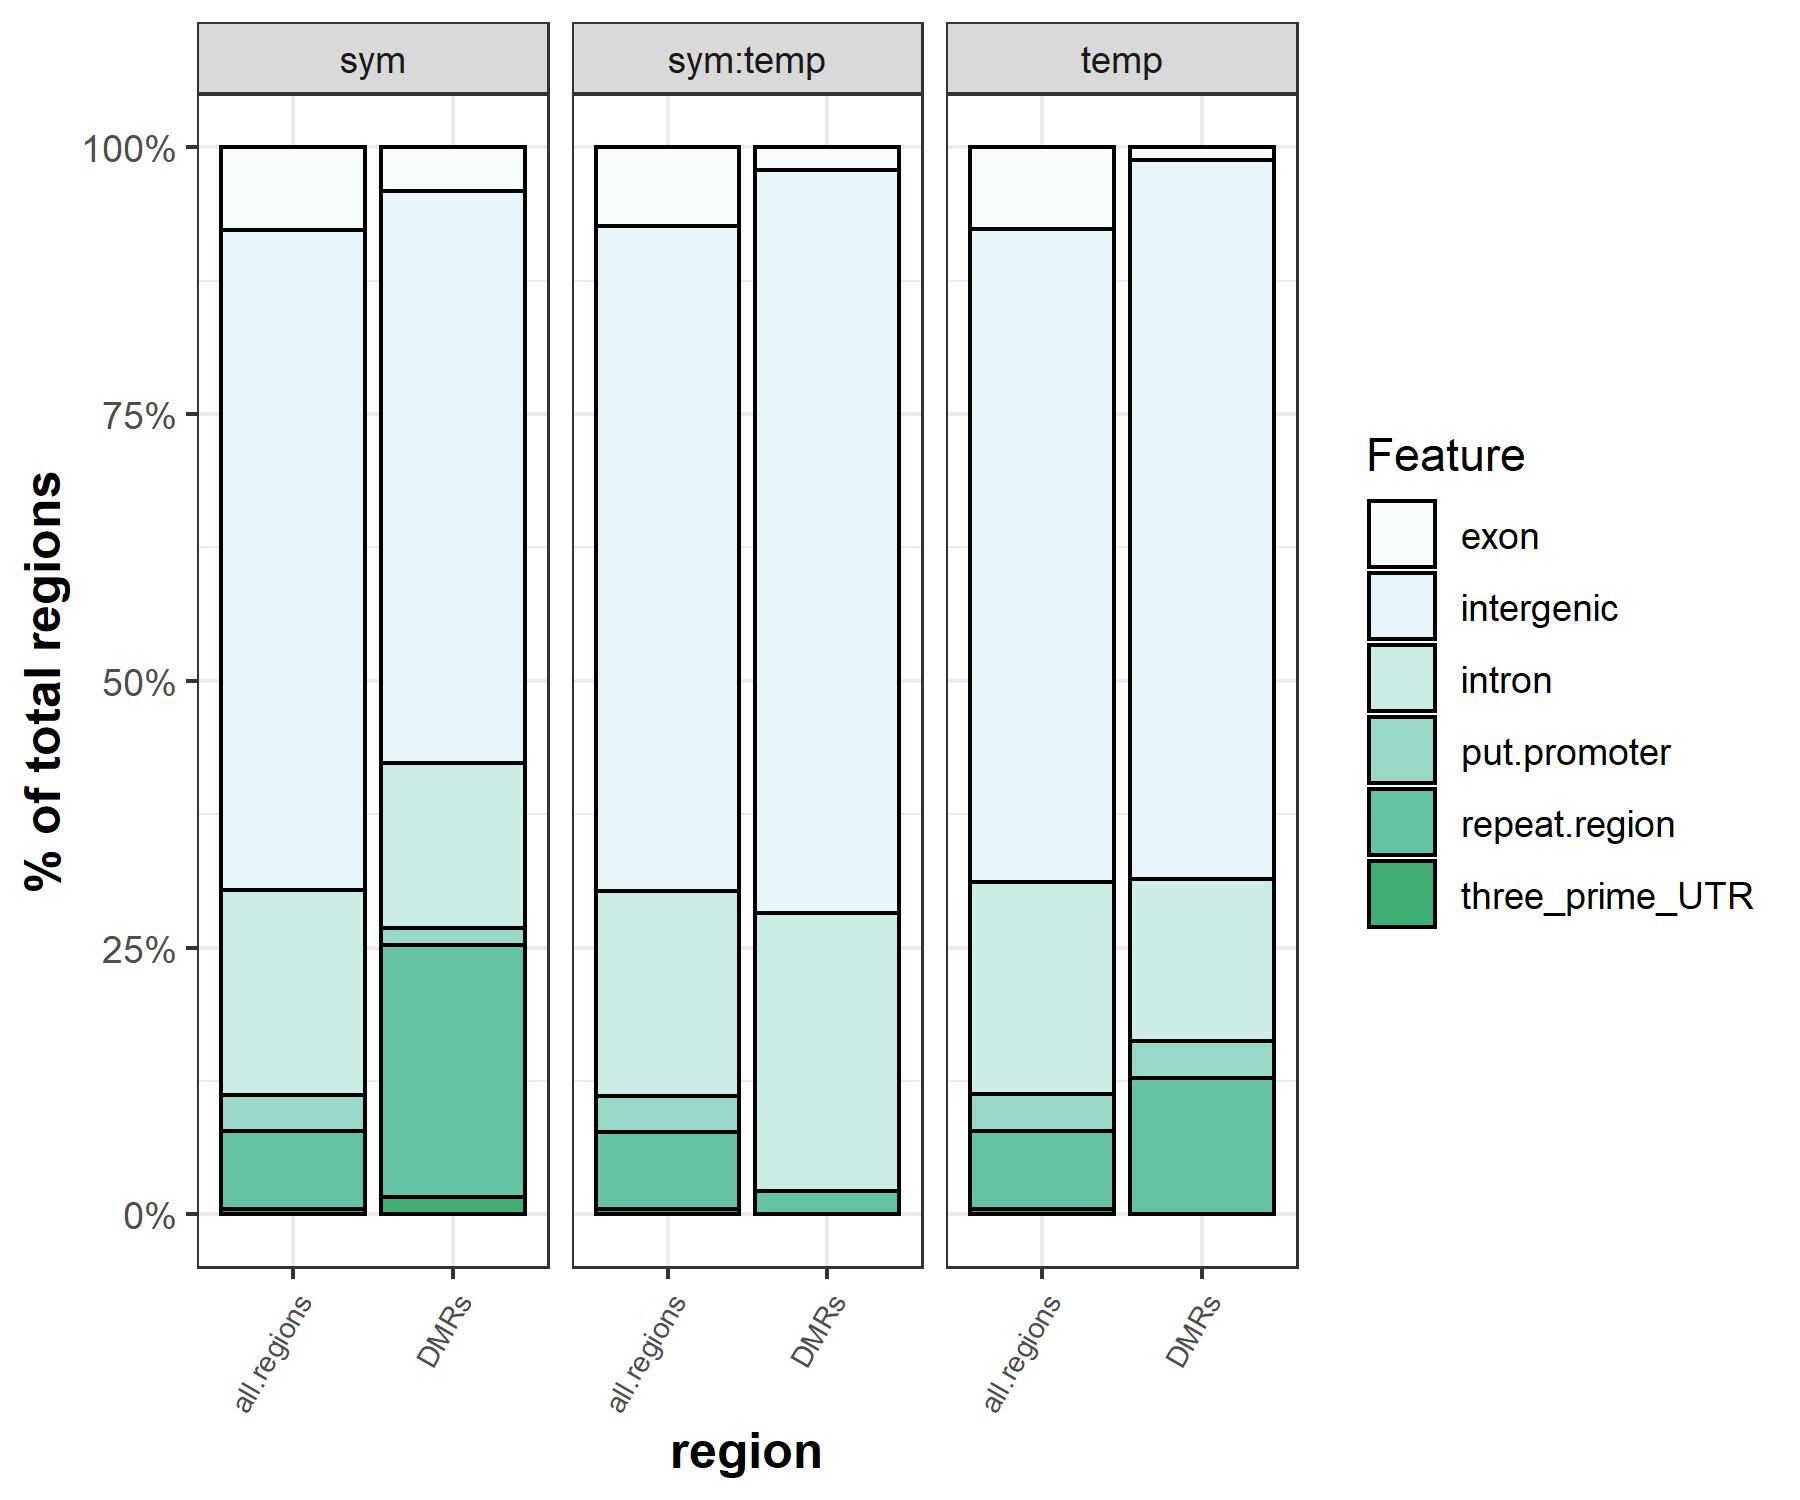 sym
sym:temp
temp
% of total regions
100%
75%
50%
25%
0%
all.regions
DMRs
all.regions
DMRs
all.regions
DMRs
region
Feature
exon
intergenic
intron
put.promoter
repeat.region
three_prime_UTR